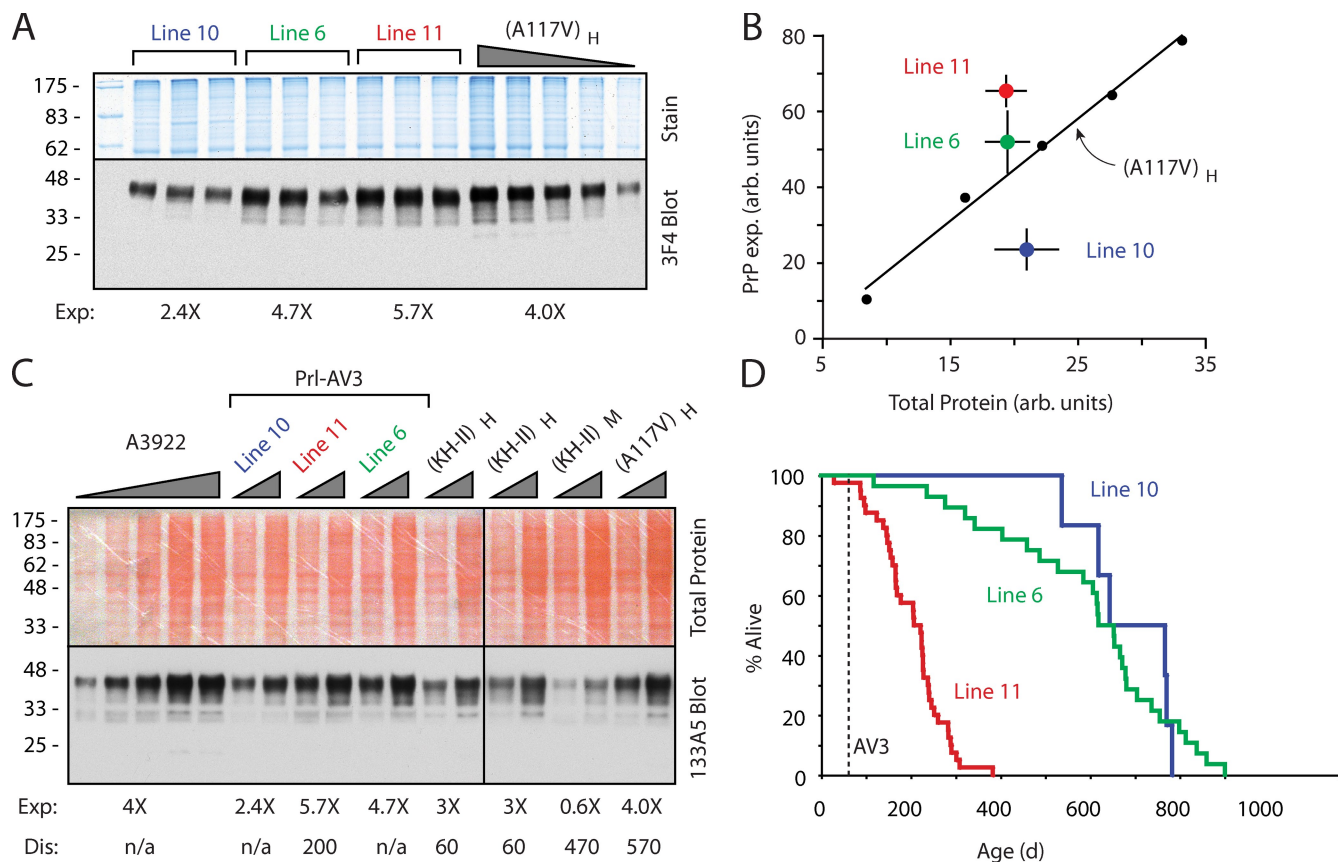 A
Line 10
Line 6
Line 11
(A117V) H
175 -
83 -
62 -
48 -
33 -
25 -
Stain
3F4 Blot
Exp:
2.4X
4.7X
5.7X
4.0X
B
80
60
40
20
0
PrP exp. (arb. units)
Line 11
Line 6
(A117V) H
Line 10
5
15
25
35
Total Protein (arb. units)
C
Prl-AV3
A3922
Line 10
Line 11
Line 6
(KH-II) H
(KH-II) H
(KH-II) M
(A117V) H
175 -
83 -
62 -
48 -
33 -
48 -
33 -
25 -
Total Protein
133A5 Blot
Exp:
4X
2.4X
5.7X
4.7X
3X
3X
0.6X
4.0X
Dis:
n/a
n/a
200
n/a
60
60
470
570
D
100
80
60
40
20
0
% Alive
Line 10
Line 6
Line 11
AV3
0
200
400
600
800
1000
Age (d)